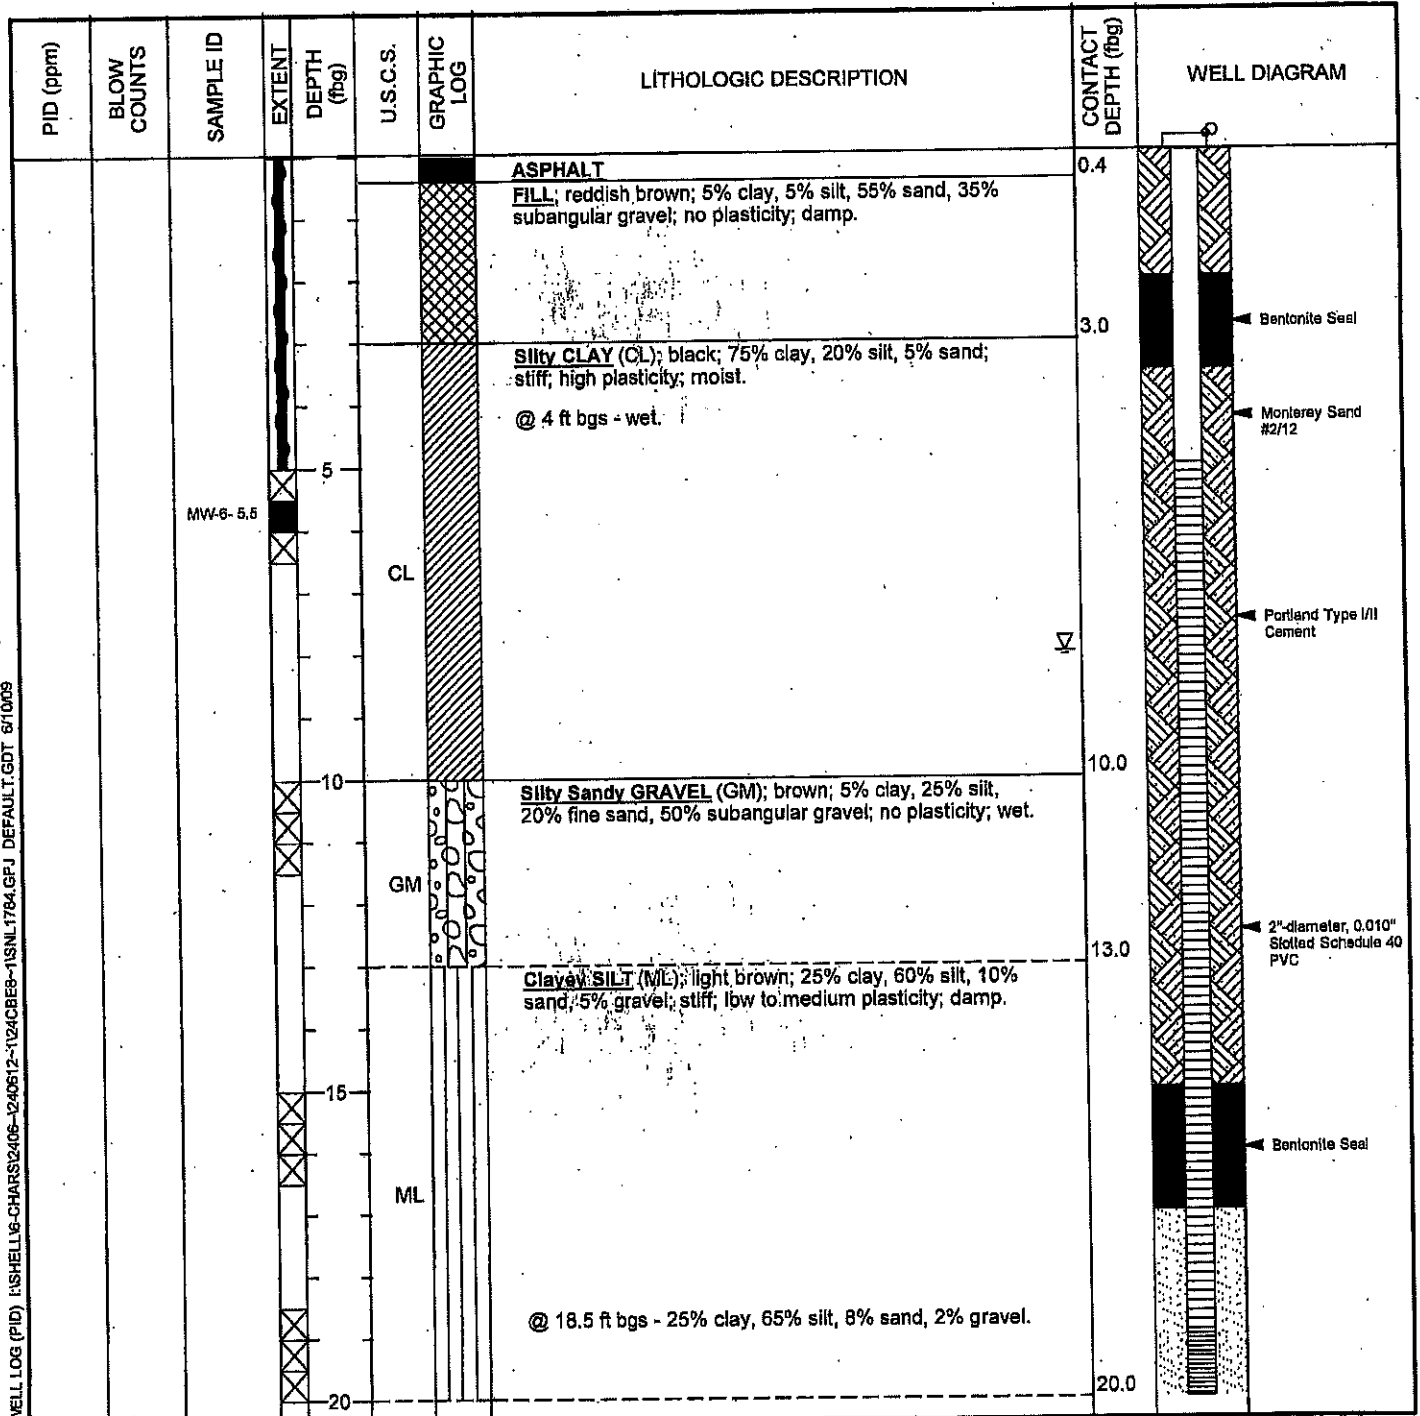 PID (ppm)
BLOW
COUNTS
SAMPLE ID
EXTENT
DEPTH
(fbg)
U.S.C.S.
GRAPHIC
LOG
LITHOLOGIC DESCRIPTION
CONTACT
DEPTH (fbg)
WELL DIAGRAM
ASPHALT
0.4
FILL; reddish brown; 5% clay, 5% silt, 55% sand, 35%
subangular gravel; no plasticity; damp.
Bentonite Seal
3.0
Silty CLAY (CL); black; 75% clay, 20% silt, 5% sand;
stiff; high plasticity; moist.
@ 4 ft bgs - wet.
Monterey Sand
#2/12
5
MW-6- 5.5
CL
Portland Type I/II
Cement
10
10.0
Silty Sandy GRAVEL (GM); brown; 5% clay, 25% silt,
20% fine sand, 50% subangular gravel; no plasticity; wet.
GM
2"-diameter, 0.010"
Slotted Schedule 40
PVC
13.0
Clayey SILT (ML); light brown; 25% clay, 60% silt, 10%
sand, 5% gravel; stiff; low to medium plasticity; damp.
15
Bentonite Seal
ML
@ 18.5 ft bgs - 25% clay, 65% silt, 8% sand, 2% gravel.
20.0
20
WELL LOG (PID) I:\SHELL\6-CHARS\2406--\240612~1\24CBE8~1\SNL1784.GPJ DEFAULT.GDT 6/10/09